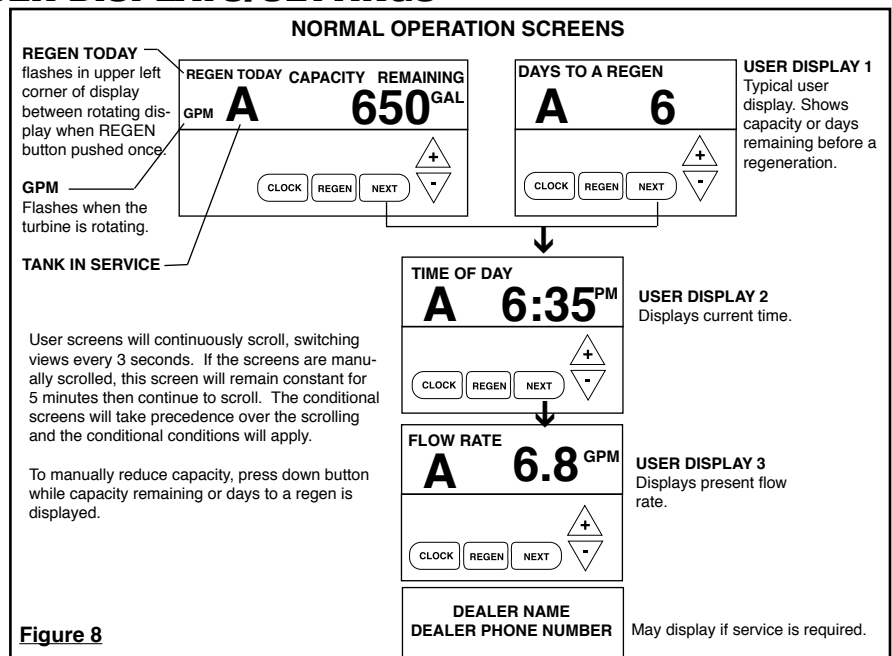 NORMAL OPERATION SCREENS
REGEN TODAY
flashes in upper left
corner of display
between rotating dis-
play when REGEN
button pushed once.
GPM
Flashes when the
turbine is rotating.
TANK IN SERVICE
REGEN TODAY CAPACITY REMAINING
GPM A 650 GAL
+
CLOCK REGEN NEXT -
DAYS TO A REGEN
A 6
+
CLOCK REGEN NEXT -
USER DISPLAY 1
Typical user
display. Shows
capacity or days
remaining before a
regeneration.
TIME OF DAY
A 6:35 PM
+
CLOCK REGEN NEXT -
USER DISPLAY 2
Displays current time.
User screens will continuously scroll, switching
views every 3 seconds. If the screens are manu-
ally scrolled, this screen will remain constant for
5 minutes then continue to scroll. The conditional
screens will take precedence over the scrolling
and the conditional conditions will apply.
To manually reduce capacity, press down button
while capacity remaining or days to a regen is
displayed.
FLOW RATE
A 6.8 GPM
+
CLOCK REGEN NEXT -
USER DISPLAY 3
Displays present flow
rate.
DEALER NAME
DEALER PHONE NUMBER
May display if service is required.
Figure 8